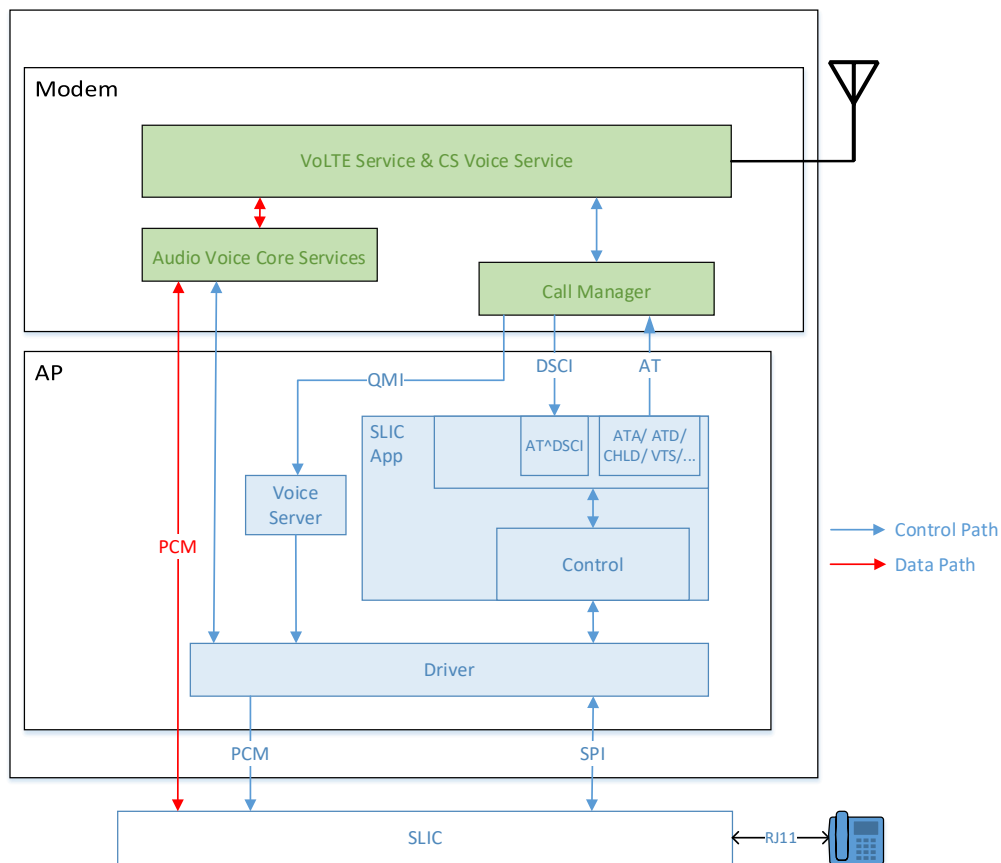 Modem
VoLTE Service & CS Voice Service
Audio Voice Core Services
Call Manager
AP
QMI
DSCI
AT
SLIC
App
AT^DSCI
ATA/ ATD/
CHLD/ VTS/...
Voice
Server
Control
PCM
Control Path
Data Path
Driver
PCM
SPI
SLIC
RJ11